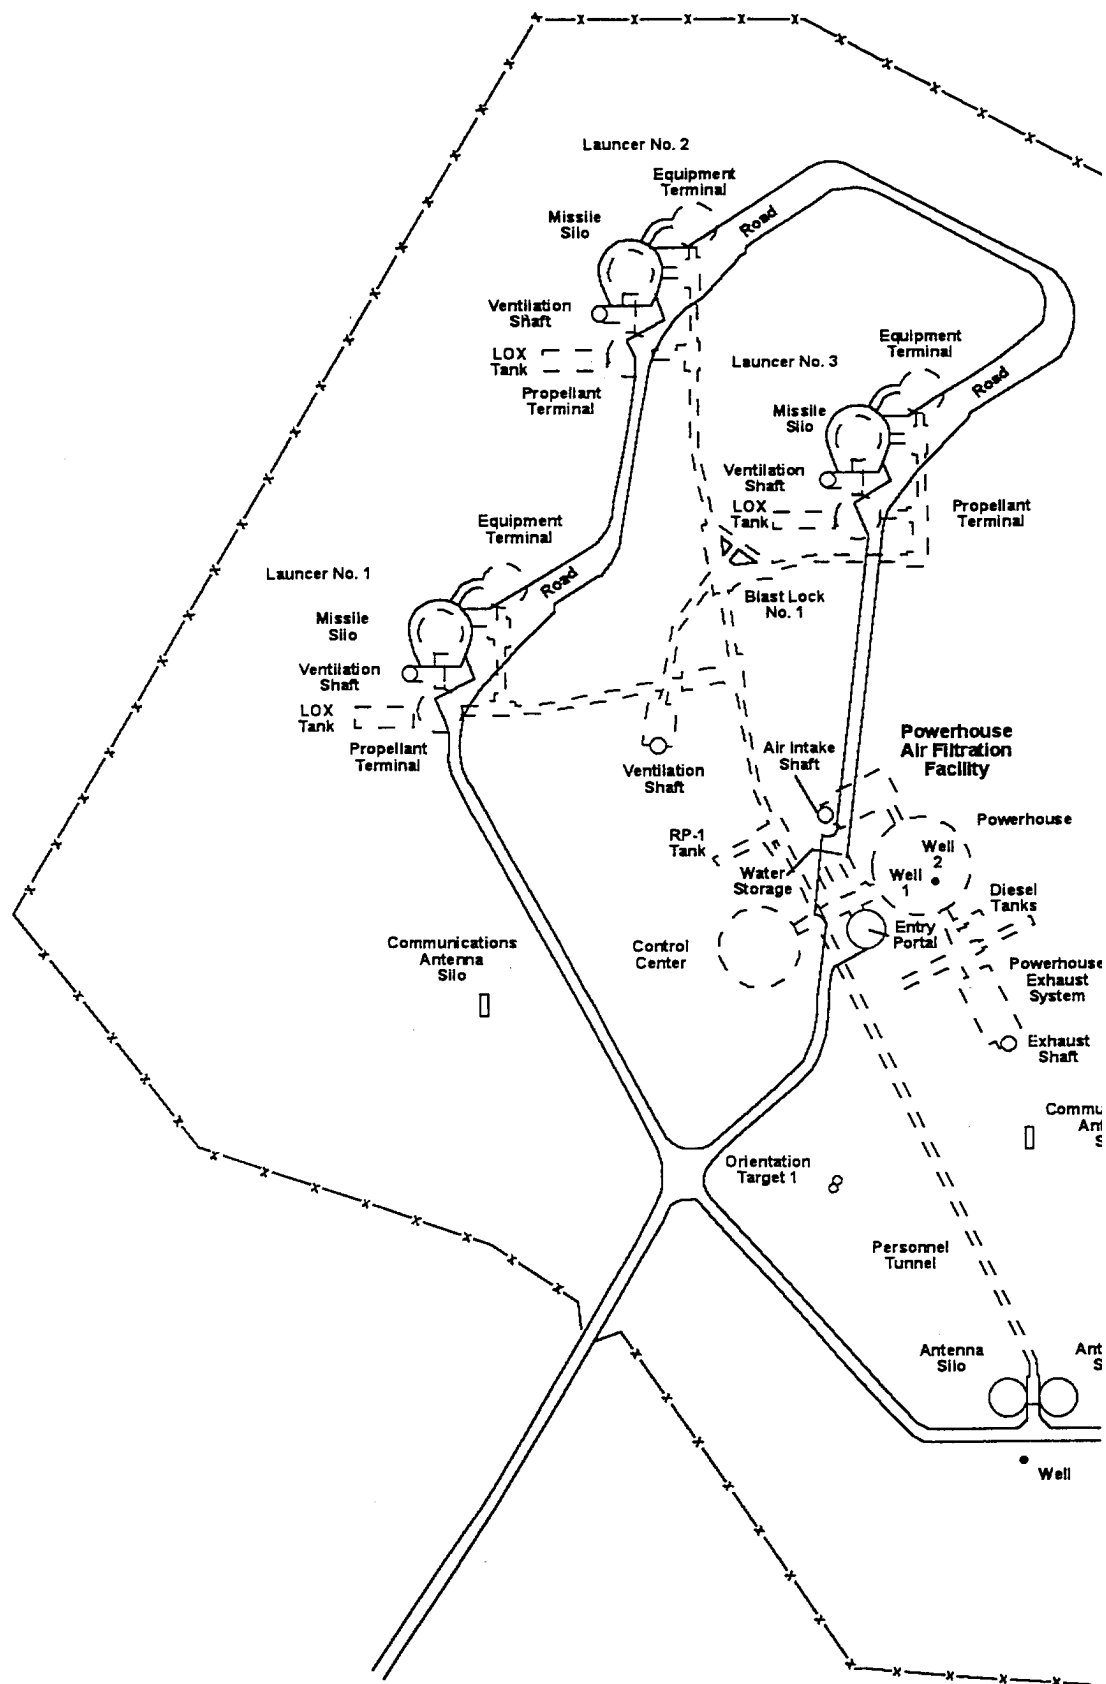 Launcer No. 2
Equipment
Terminal
Missile
Silo
Road
Ventilation
Shaft
LOX
Tank
Propellant
Terminal
Launcer No. 3
Equipment
Terminal
Road
Missile
Silo
Ventilation
Shaft
LOX
Tank
Propellant
Terminal
Equipment
Terminal
Launcer No. 1
Road
Missile
Silo
Blast Lock
No. 1
Ventilation
Shaft
LOX
Tank
Propellant
Terminal
Ventilation
Shaft
Air Intake
Shaft
Powerhouse
Air Filtration
Facility
Powerhouse
RP-1
Tank
Water
Storage
Well
2
Well
1
Diesel
Tanks
Entry
Portal
Control
Center
Communications
Antenna
Silo
Powerhouse
Exhaust
System
Exhaust
Shaft
Commu
Ant
S
Orientation
Target 1
Personnel
Tunnel
Antenna
Silo
Ant
S
Well